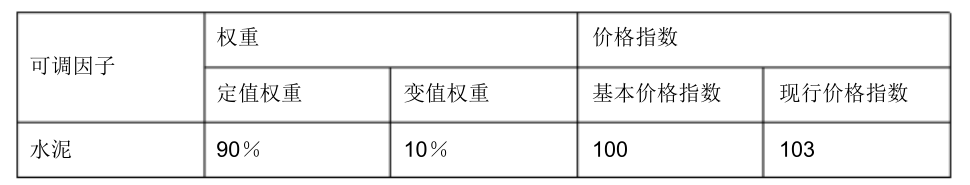 可调因子 权重 价格指数
定值权重 变值权重 基本价格指数 现行价格指数
水泥 90% 10% 100 103